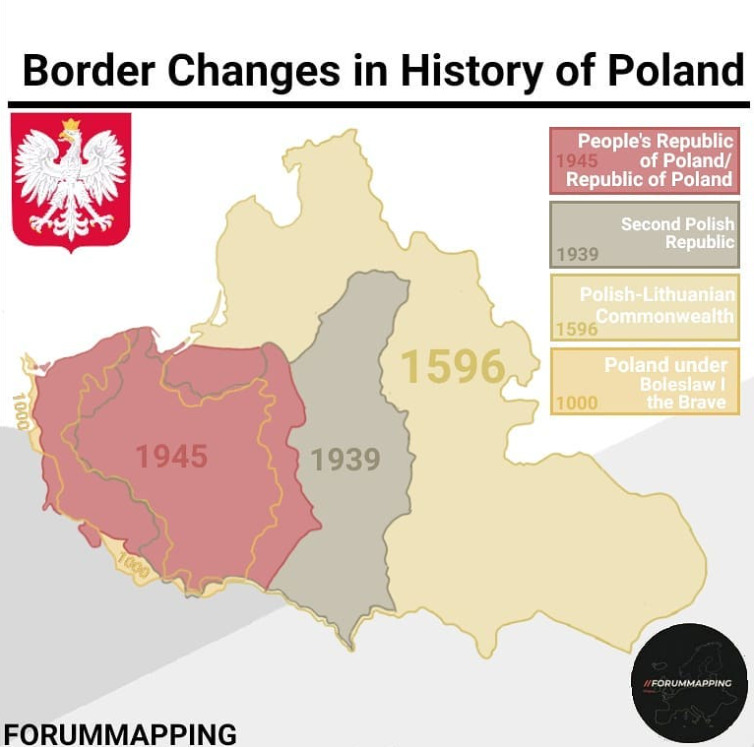 Border Changes in History of Poland
People's Republic
1945 of Poland/
Republic of Poland
Second Polish
Republic
1939
Polish-Lithuanian
Commonwealth
1596
Poland under
Boleslaw I
1000 the Brave
1596
1000
1945
1939
1000
//FORUMMAPPING
FORUMMAPPING